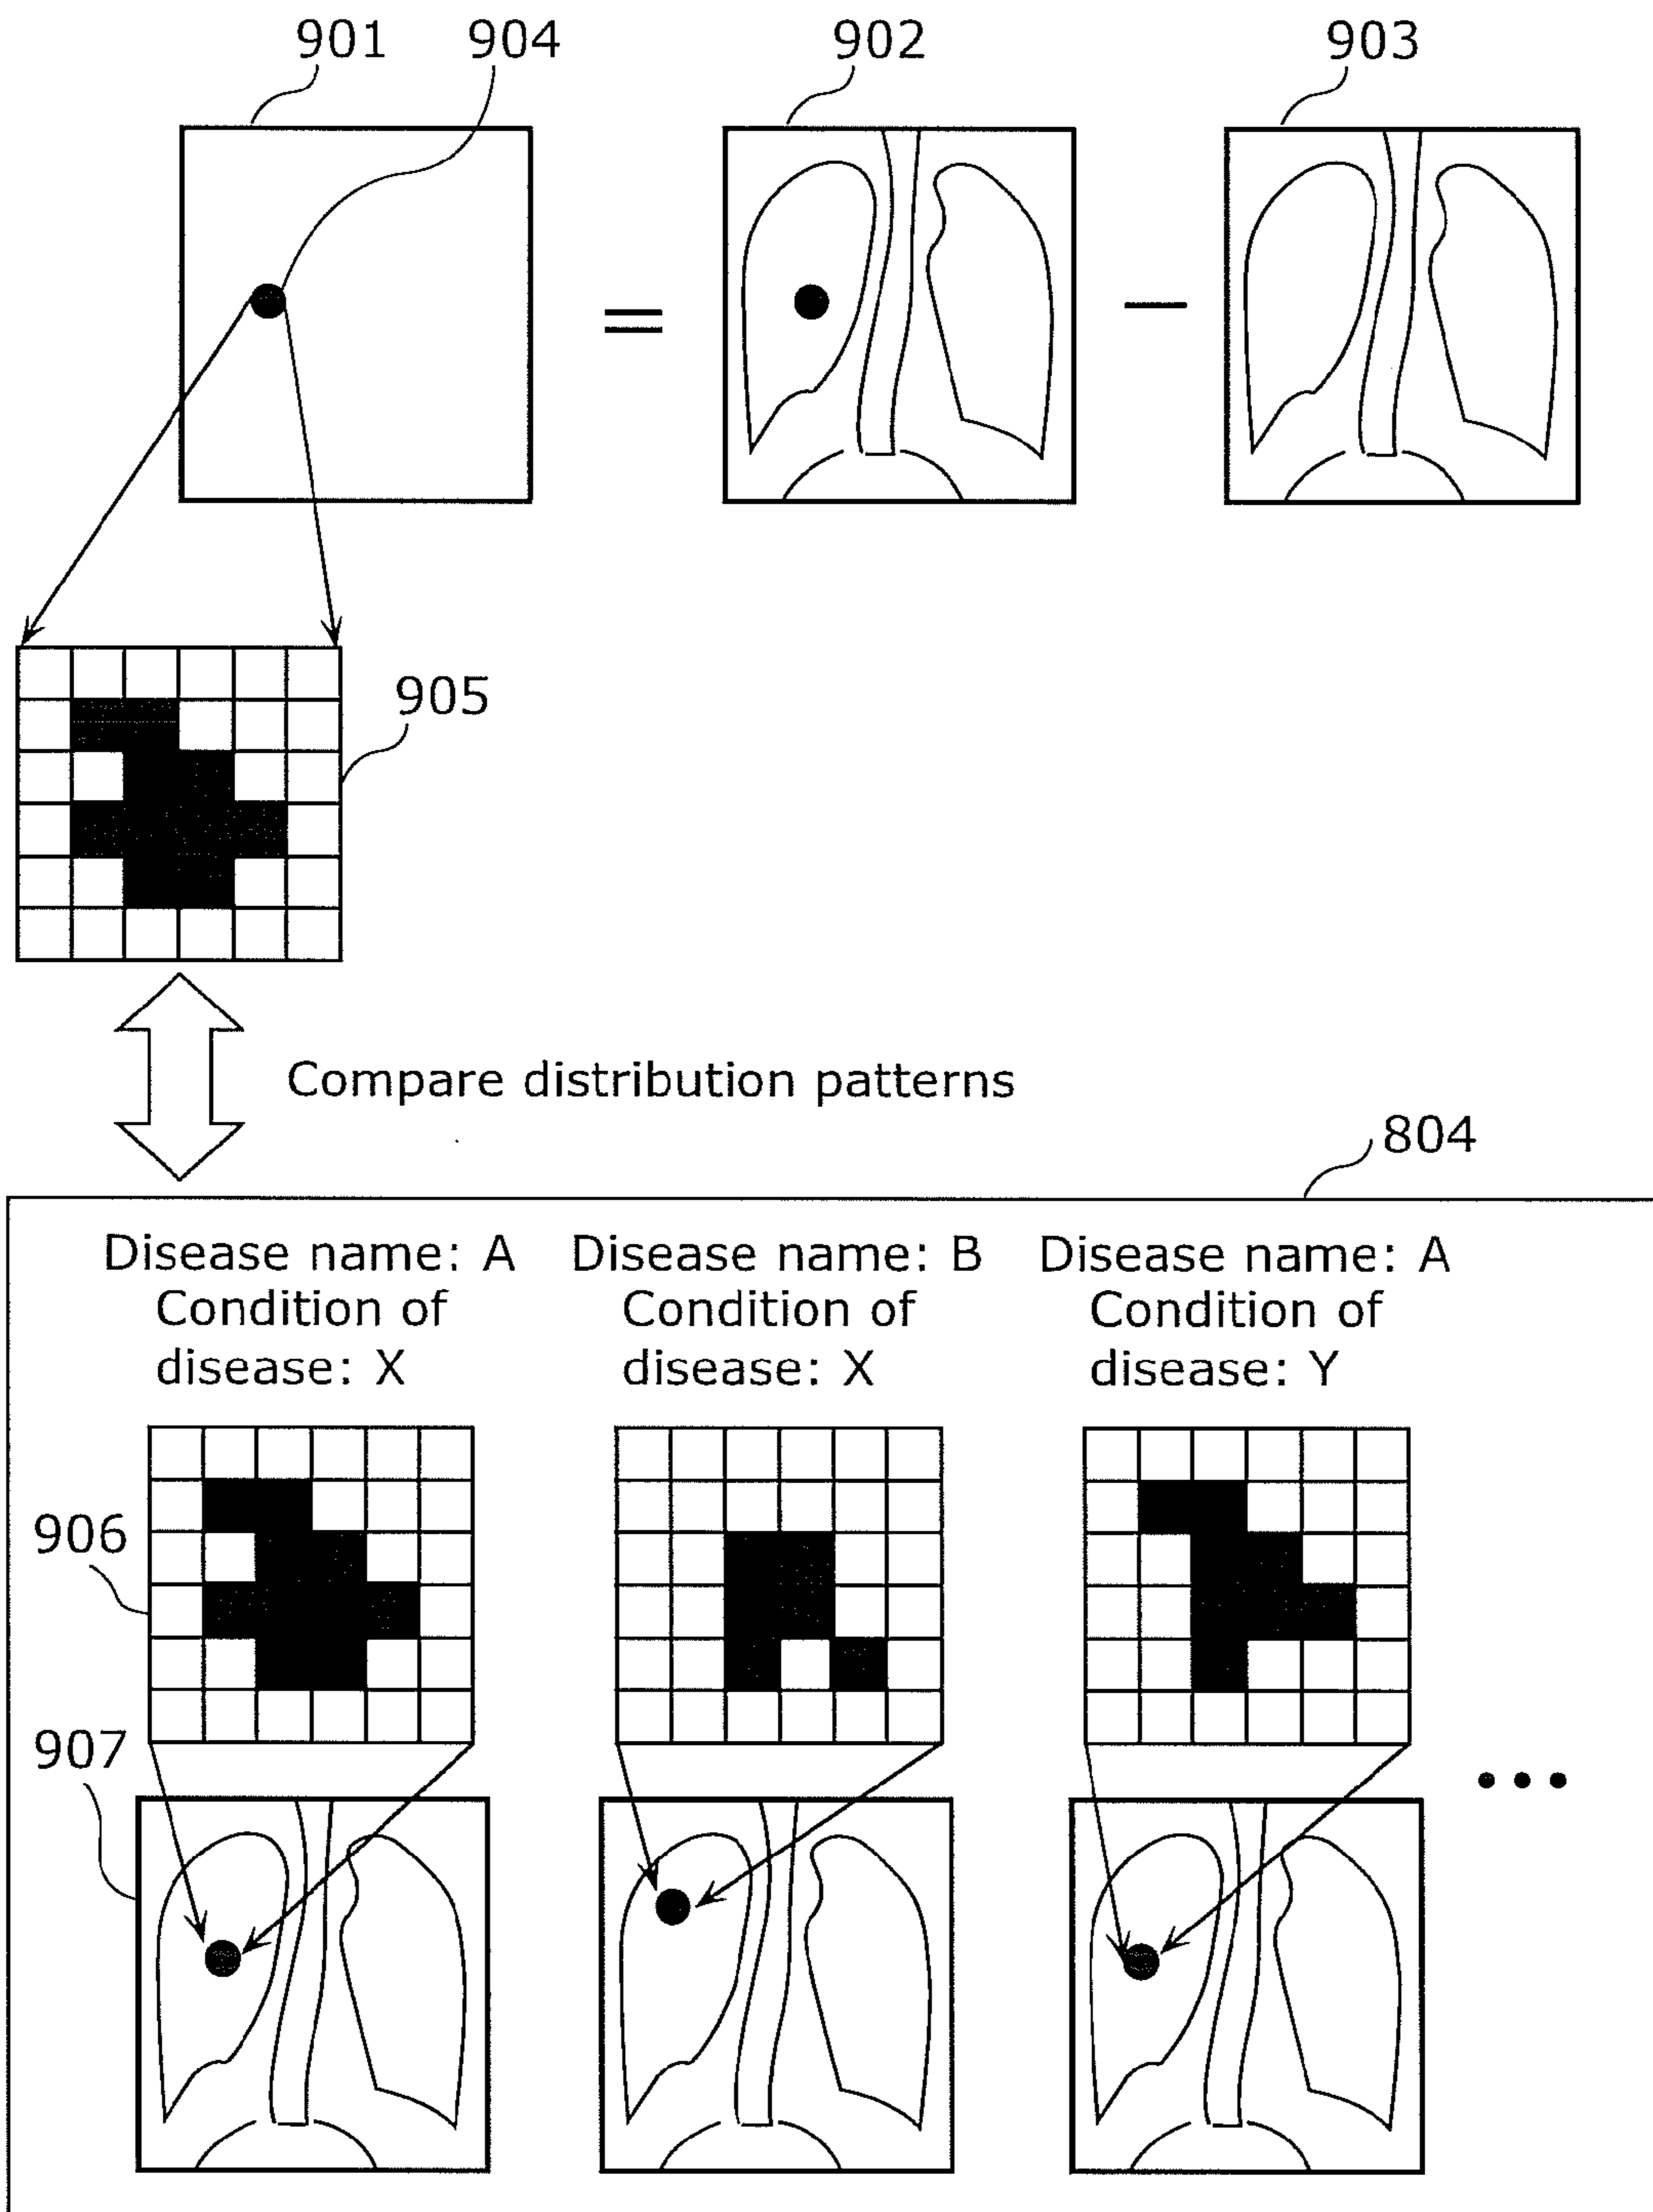 901 904 902 903
905
Compare distribution patterns
804
Disease name: A Disease name: B Disease name: A
Condition of Condition of Condition of
disease: X disease: X disease: Y
906
907